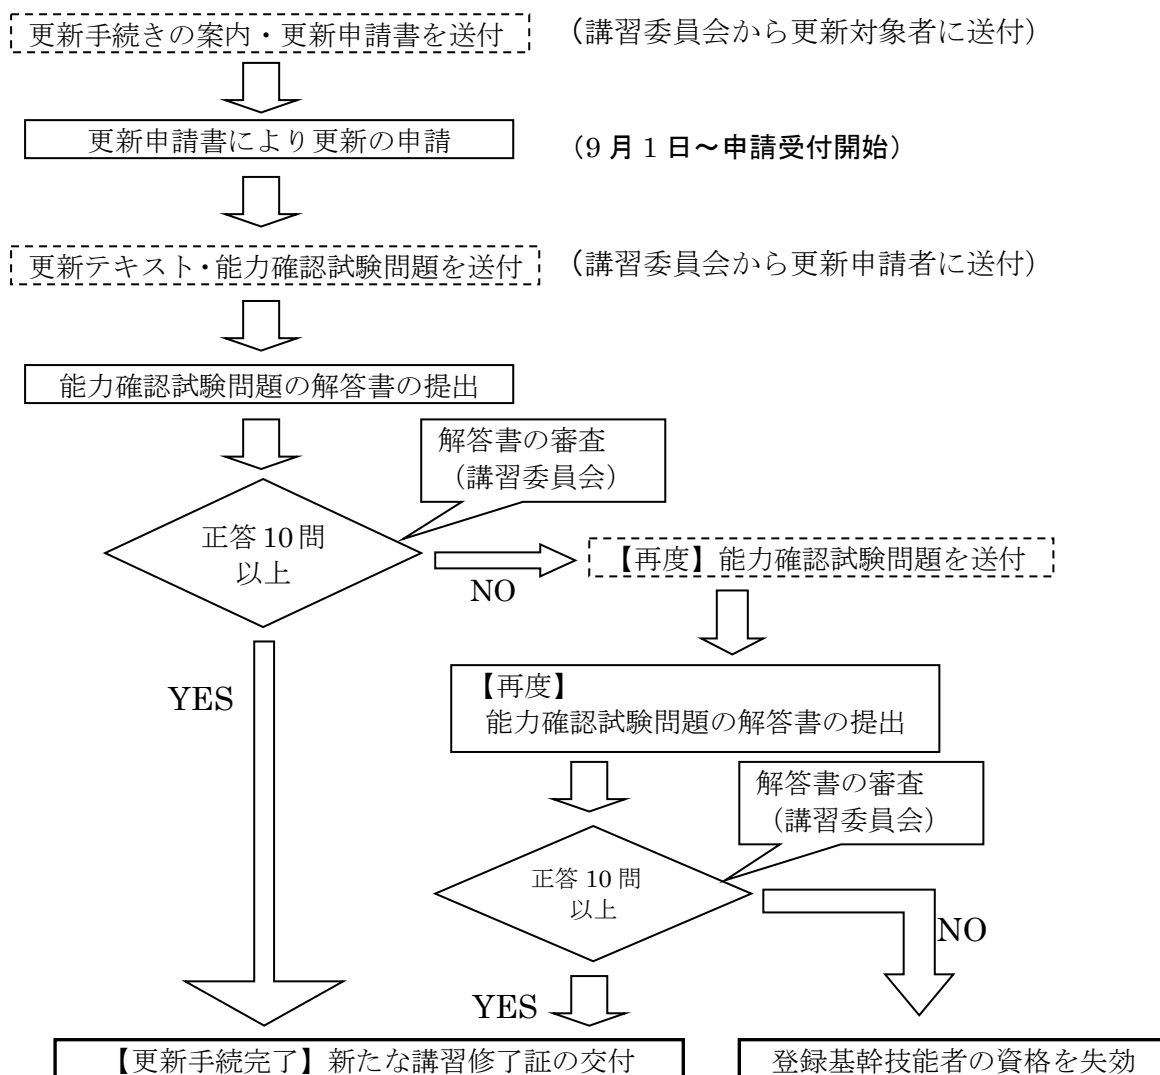 更新手続きの案内・更新申請書を送付
（講習委員会から更新対象者に送付）
更新申請書により更新の申請
（9月1日～申請受付開始）
更新テキスト・能力確認試験問題を送付
（講習委員会から更新申請者に送付）
能力確認試験問題の解答書の提出
解答書の審査
（講習委員会）
正答10問
以上
NO
【再度】能力確認試験問題を送付
YES
【再度】
能力確認試験問題の解答書の提出
解答書の審査
（講習委員会）
正答10問
以上
NO
YES
【更新手続完了】新たな講習修了証の交付
登録基幹技能者の資格を失効